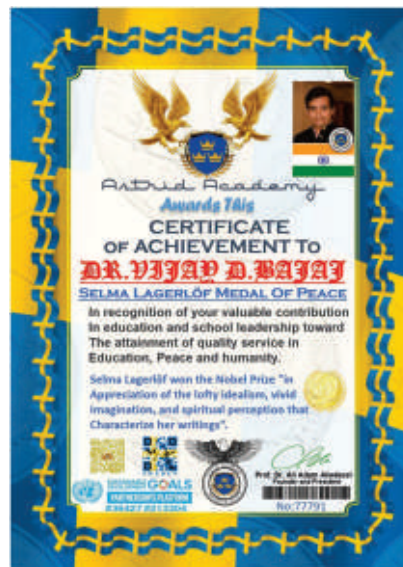 Astrid Academy
Awards This
CERTIFICATE
OF ACHIEVEMENT TO
DR.VIJAY D.BAJAJ
SELMA LAGERLÖF MEDAL OF PEACE
In recognition of your valuable contribution
In education and school leadership toward
The attainment of quality service in
Education, Peace and humanity.
Selma Lagerlöf won the Nobel Prize "in
Appreciation of the lofty idealism, vivid
imagination, and spiritual perception that
Characterize her writings".
GOALS
PARTNERSHIPS PLATFORM
Founder and President
No:77791